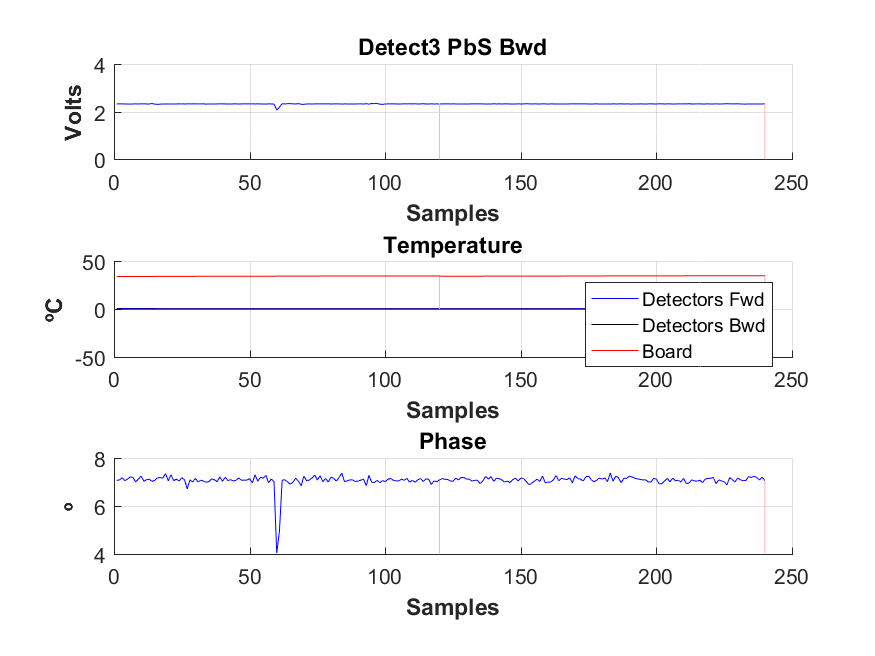 Detect3 PbS Bwd
4
2
0
Volts
0 50 100 150 200 250
Samples
Temperature
50
0
-50
ºC
Detectors Fwd
Detectors Bwd
Board
0 50 100 150 200 250
Samples
Phase
8
6
4
º
0 50 100 150 200 250
Samples